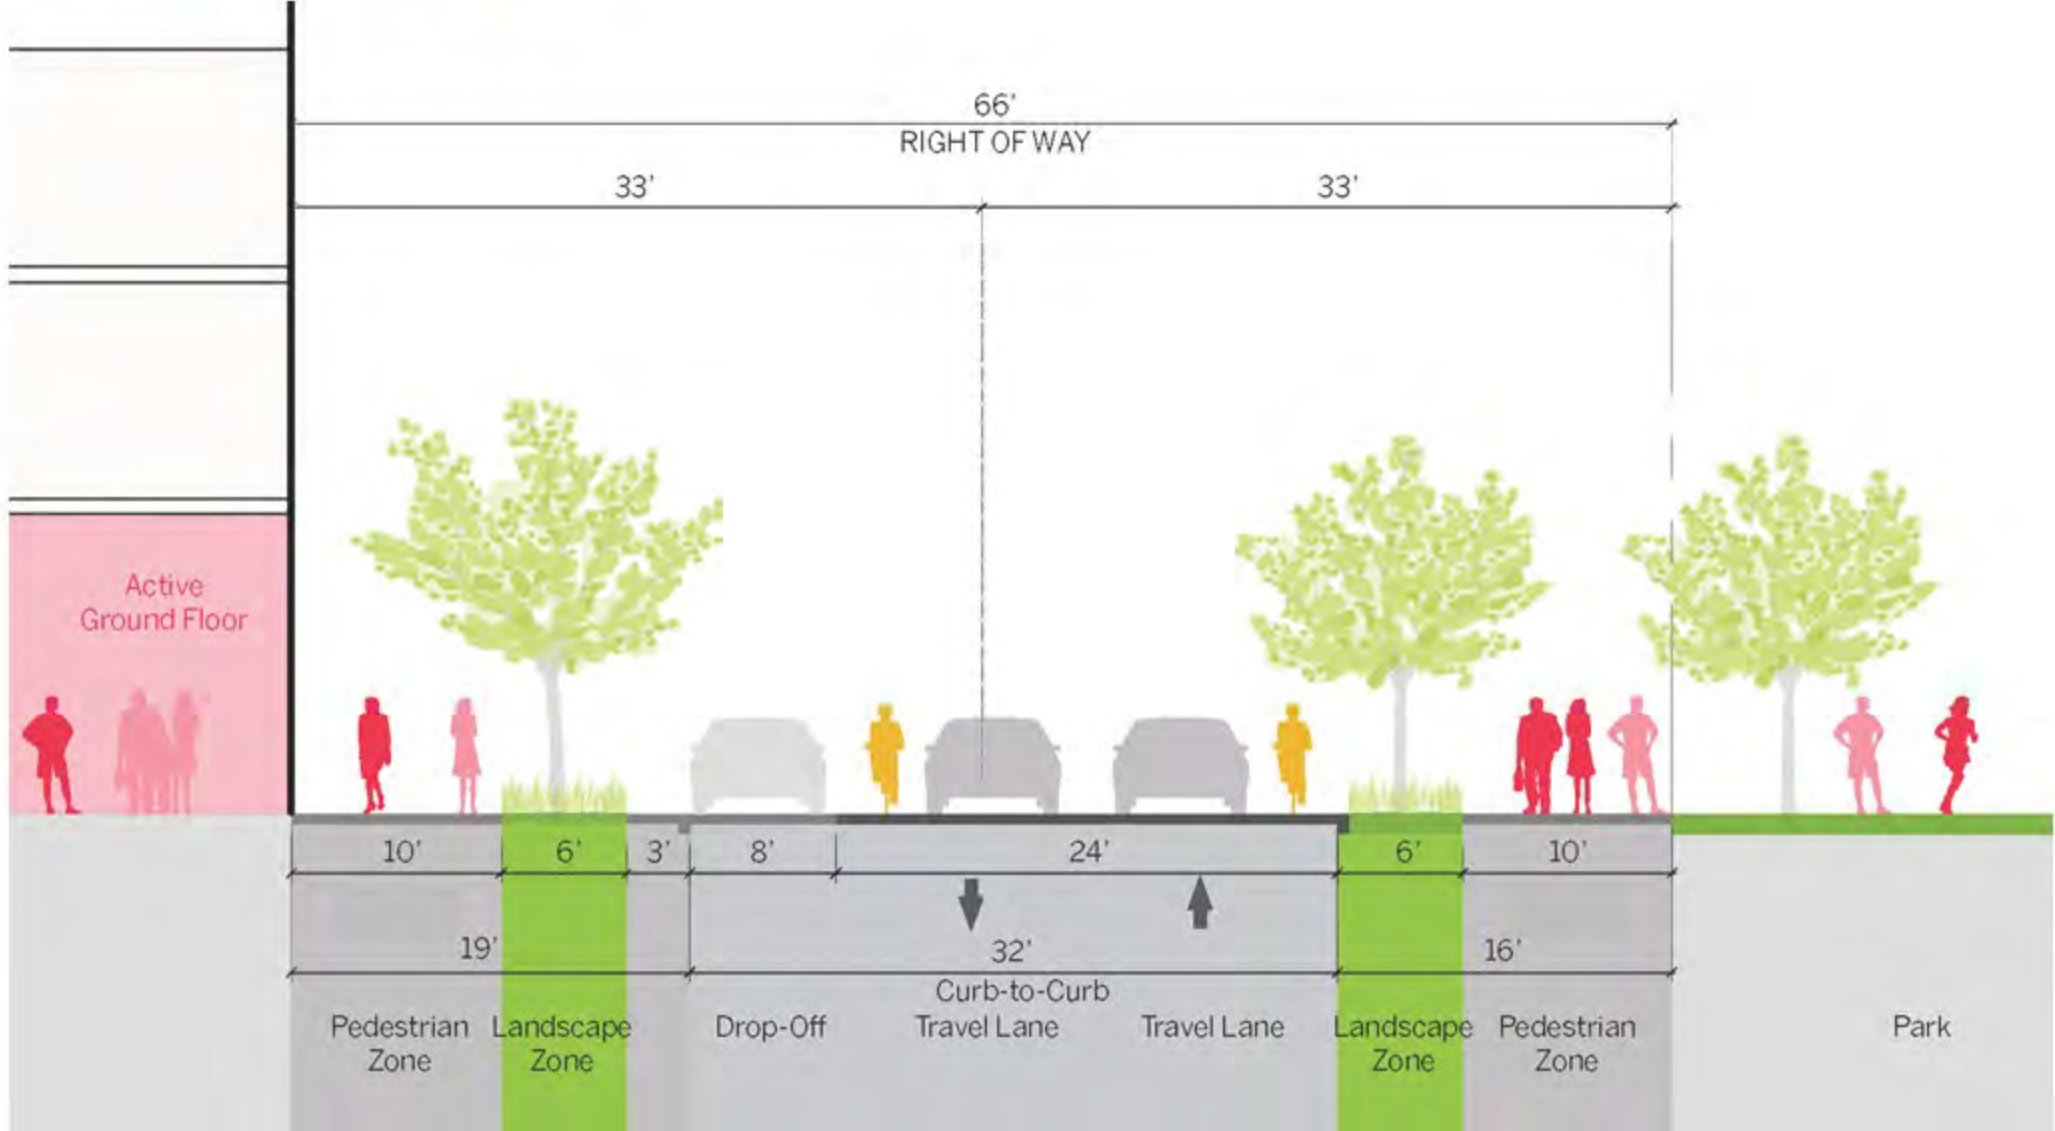 66'
RIGHT OF WAY
33'
33'
Active
Ground Floor
10'
6'
3'
8'
24'
6'
10'
19'
32'
16'
Curb-to-Curb
Pedestrian
Zone
Landscape
Zone
Drop-Off
Travel Lane
Travel Lane
Landscape
Zone
Pedestrian
Zone
Park